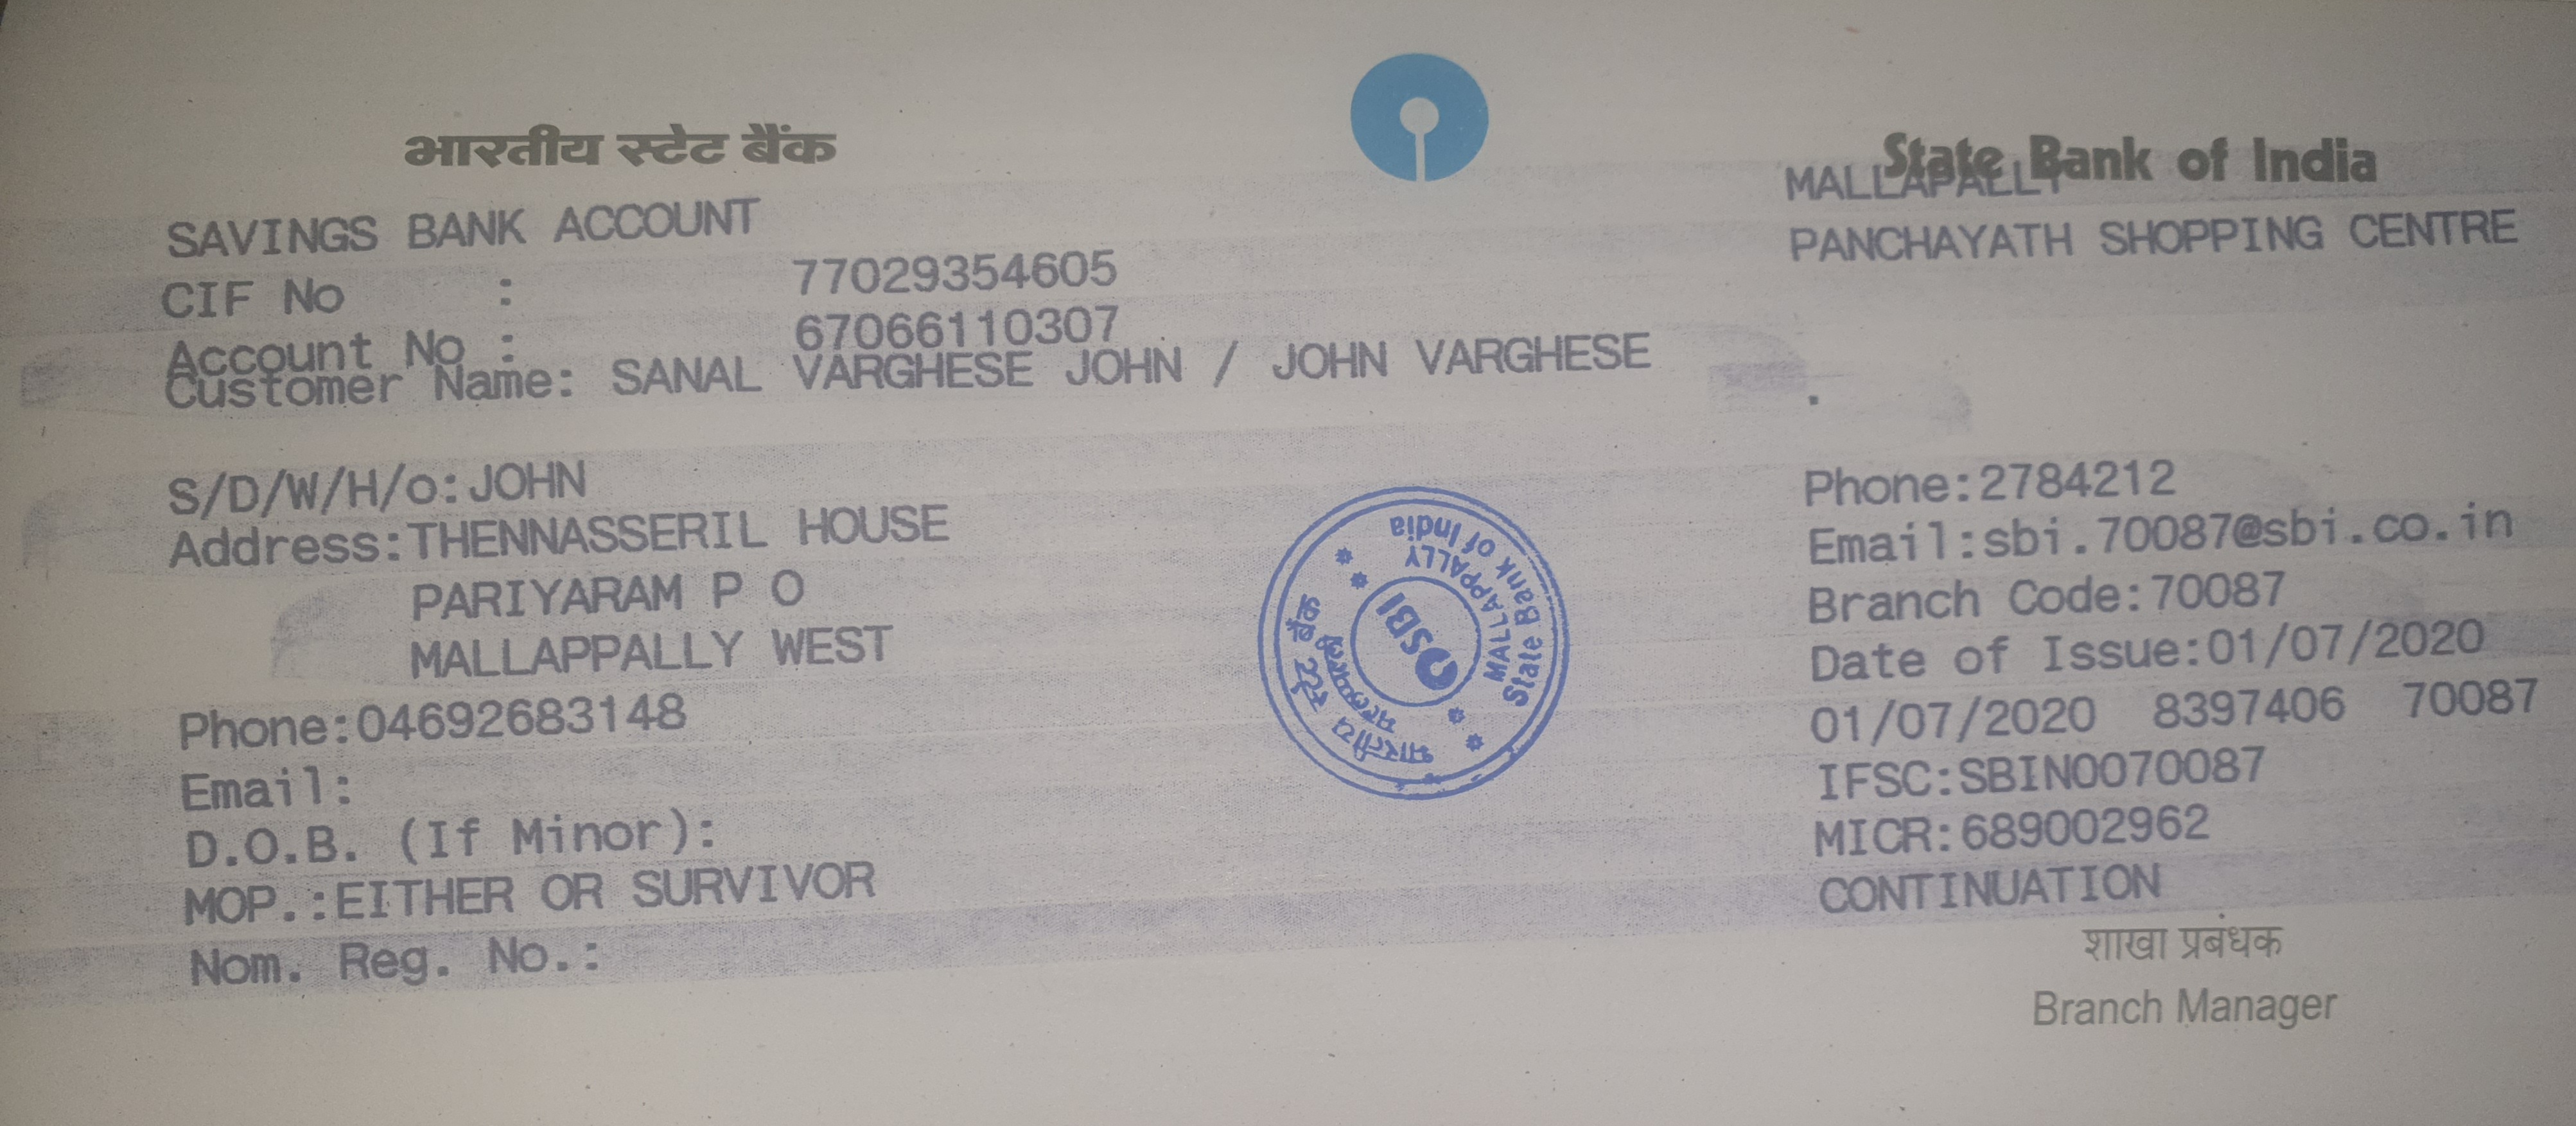 भारतीय स्टेट बैंक
State Bank of India
SAVINGS BANK ACCOUNT
CIF No : 77029354605
Account No : 67066110307
Customer Name: SANAL VARGHESE JOHN / JOHN VARGHESE
S/D/W/H/o:JOHN
Address:THENNASSERIL HOUSE
PARIYARAM P O
MALLAPPALLY WEST
Phone:04692683148
Email:
D.O.B. (If Minor):
MOP.:EITHER OR SURVIVOR
Nom. Reg. No.:
भारतीय स्टेट बैंक
मल्लप्पल्ली
SBI
MALLAPPALLY
State Bank of India
MALLAPALLY
PANCHAYATH SHOPPING CENTRE
.
Phone:2784212
Email:sbi.70087@sbi.co.in
Branch Code:70087
Date of Issue:01/07/2020
01/07/2020 8397406 70087
IFSC:SBIN0070087
MICR:689002962
CONTINUATION
शाखा प्रबंधक
Branch Manager